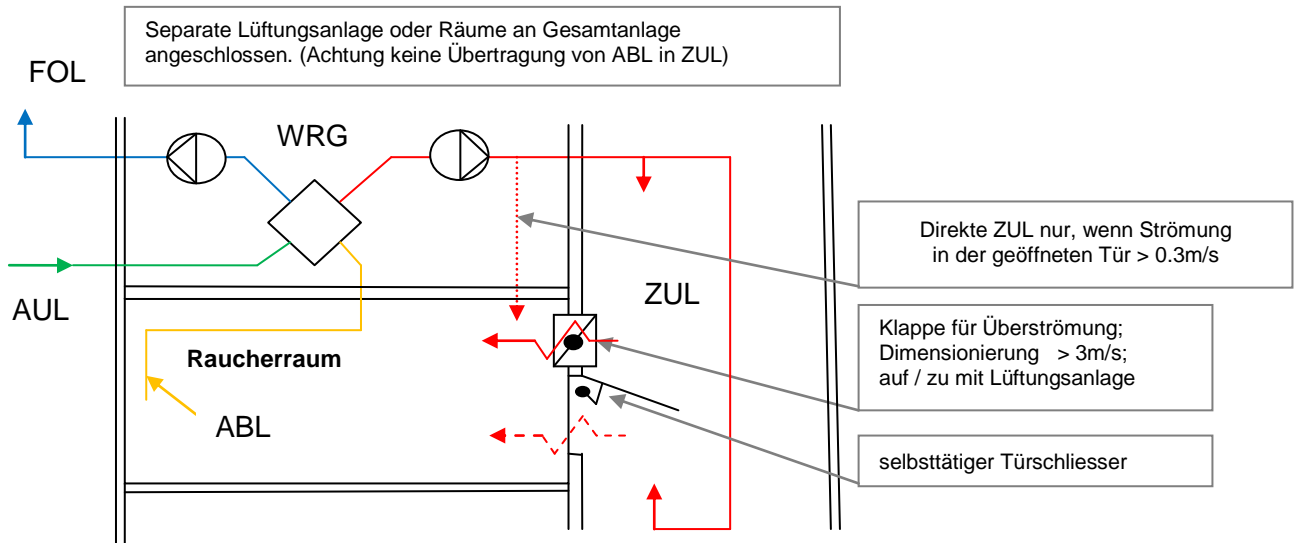 Separate Lüftungsanlage oder Räume an Gesamtanlage
angeschlossen. (Achtung keine Übertragung von ABL in ZUL)
FOL
WRG
Direkte ZUL nur, wenn Strömung
in der geöffneten Tür > 0.3m/s
AUL
ZUL
Klappe für Überströmung;
Dimensionierung > 3m/s;
auf / zu mit Lüftungsanlage
Raucherraum
ABL
selbsttätiger Türschliesser